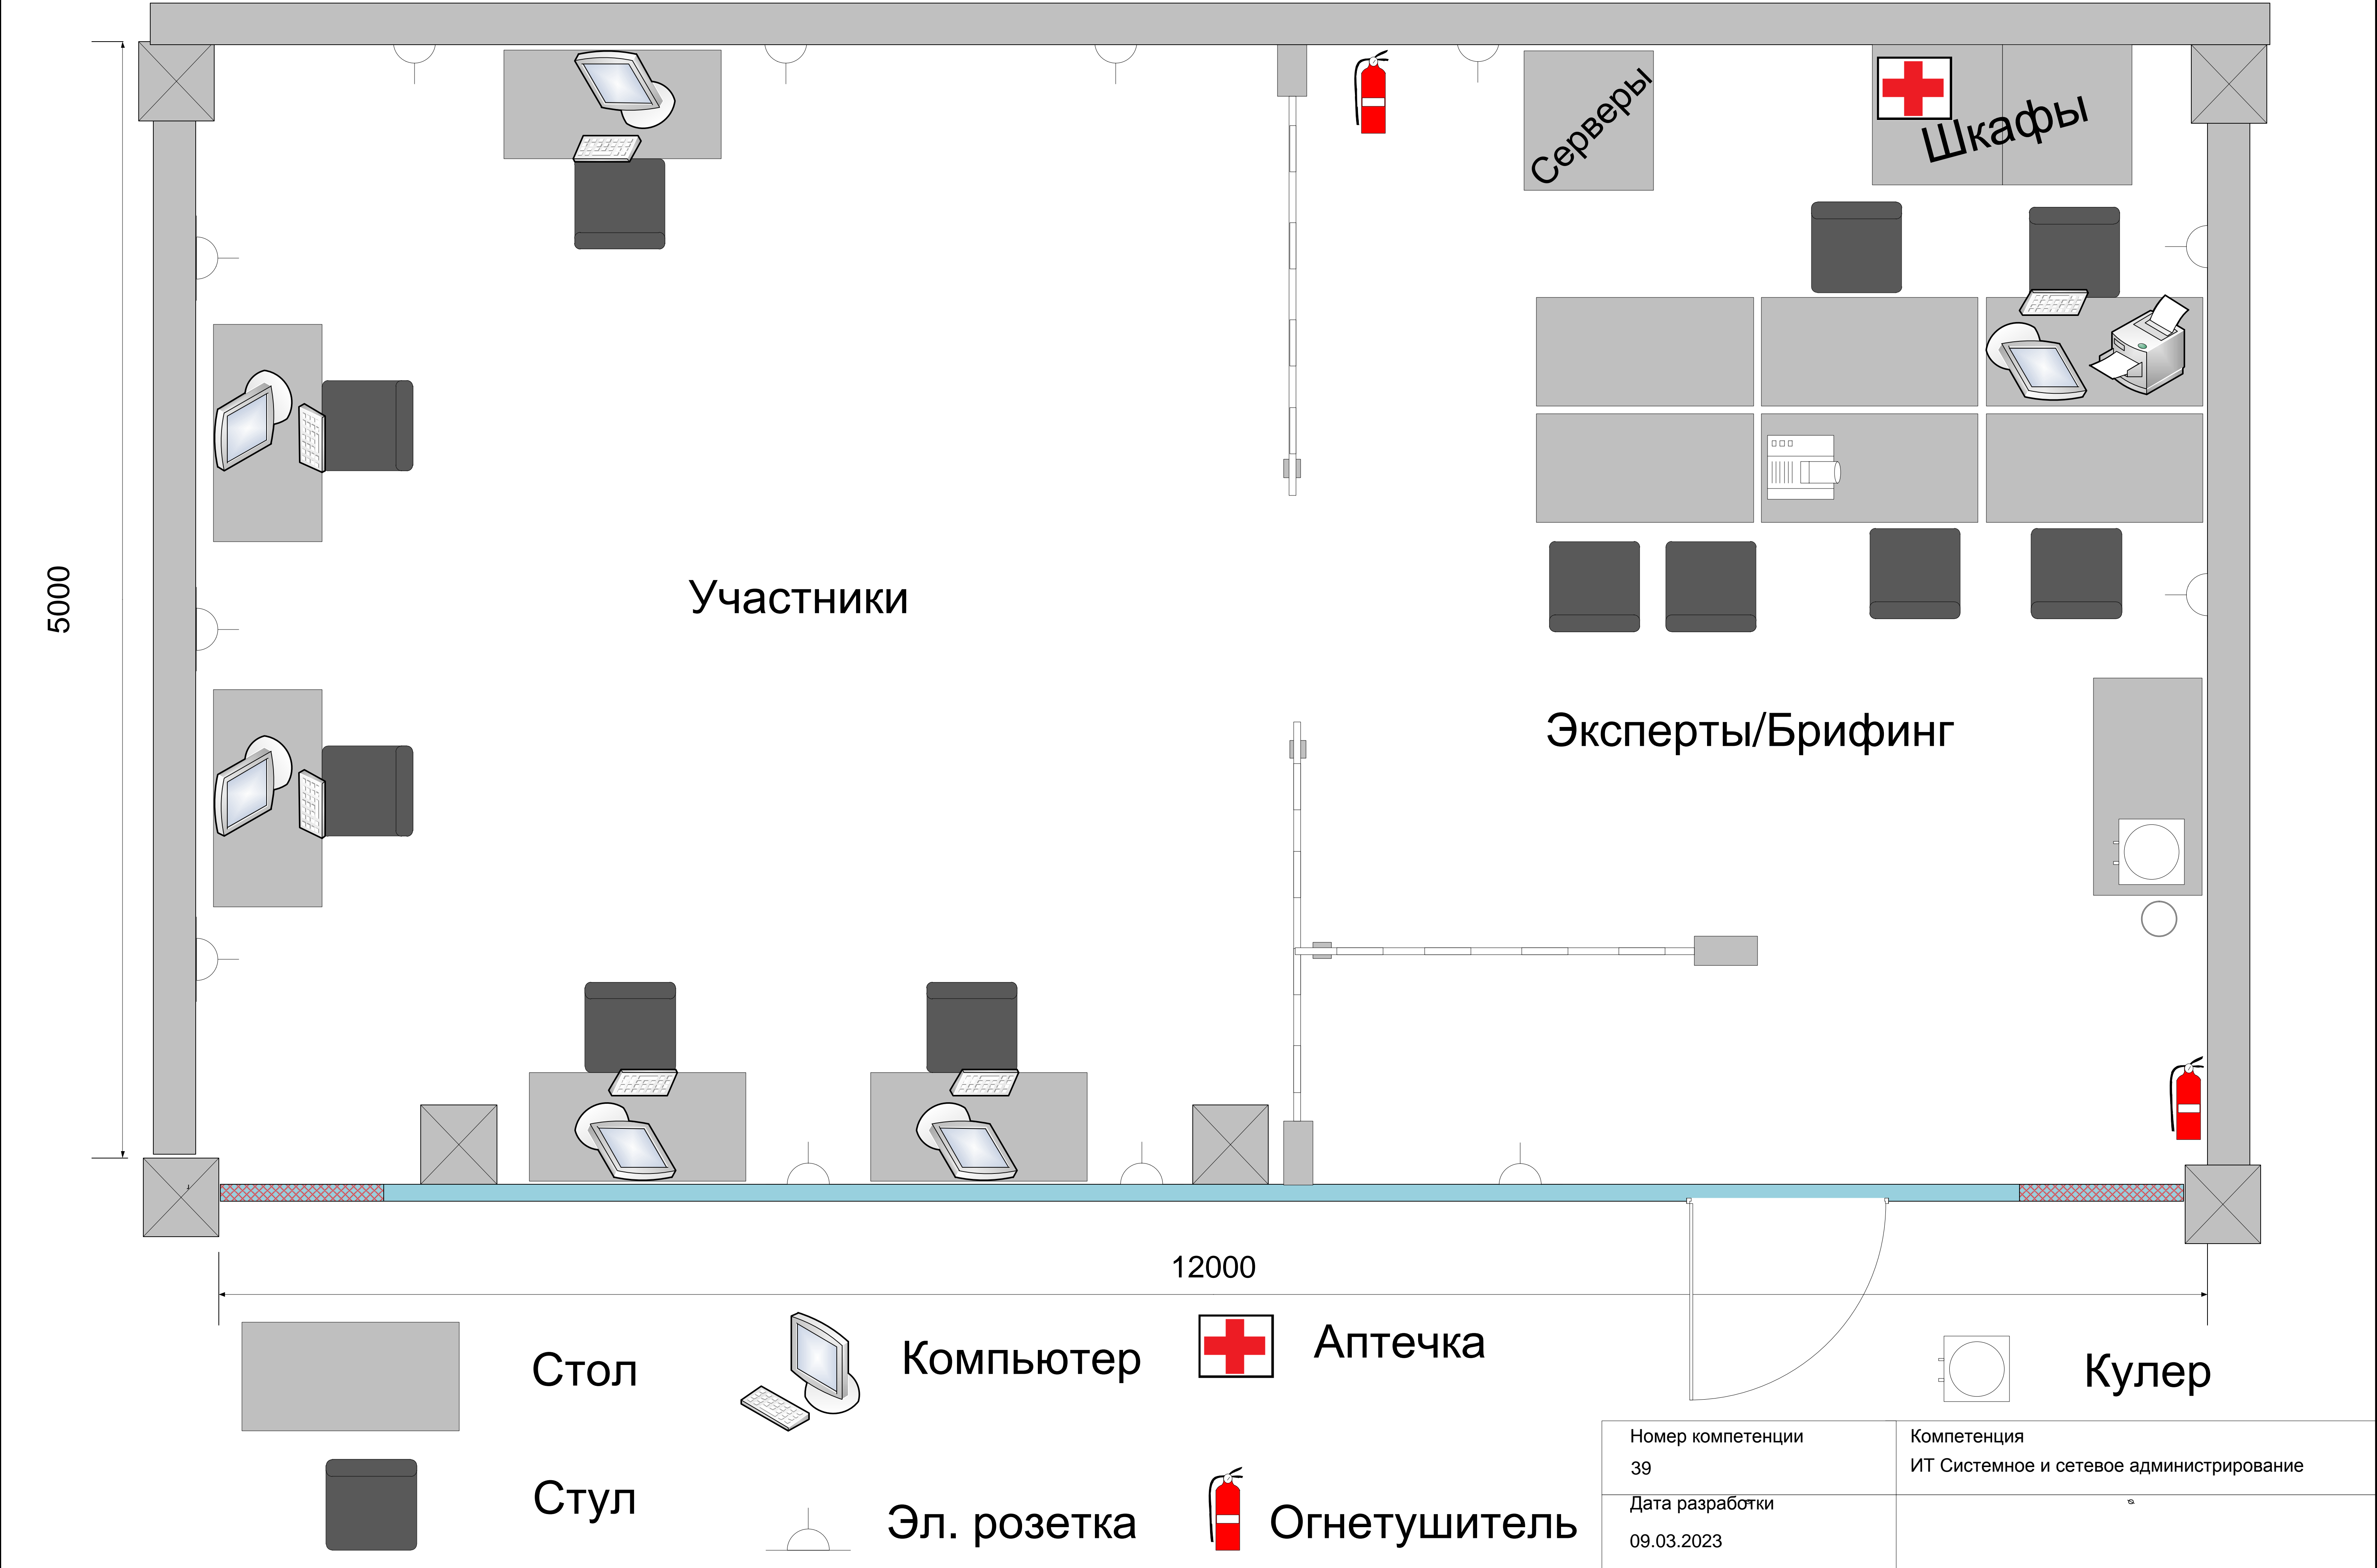 Серверы
Шкафы
5000
Участники
Эксперты/Брифинг
12000
Стол
Компьютер
Аптечка
Кулер
Стул
Эл. розетка
Огнетушитель
Номер компетенции
39
Компетенция
ИТ Системное и сетевое администрирование
Дата разработки
09.03.2023